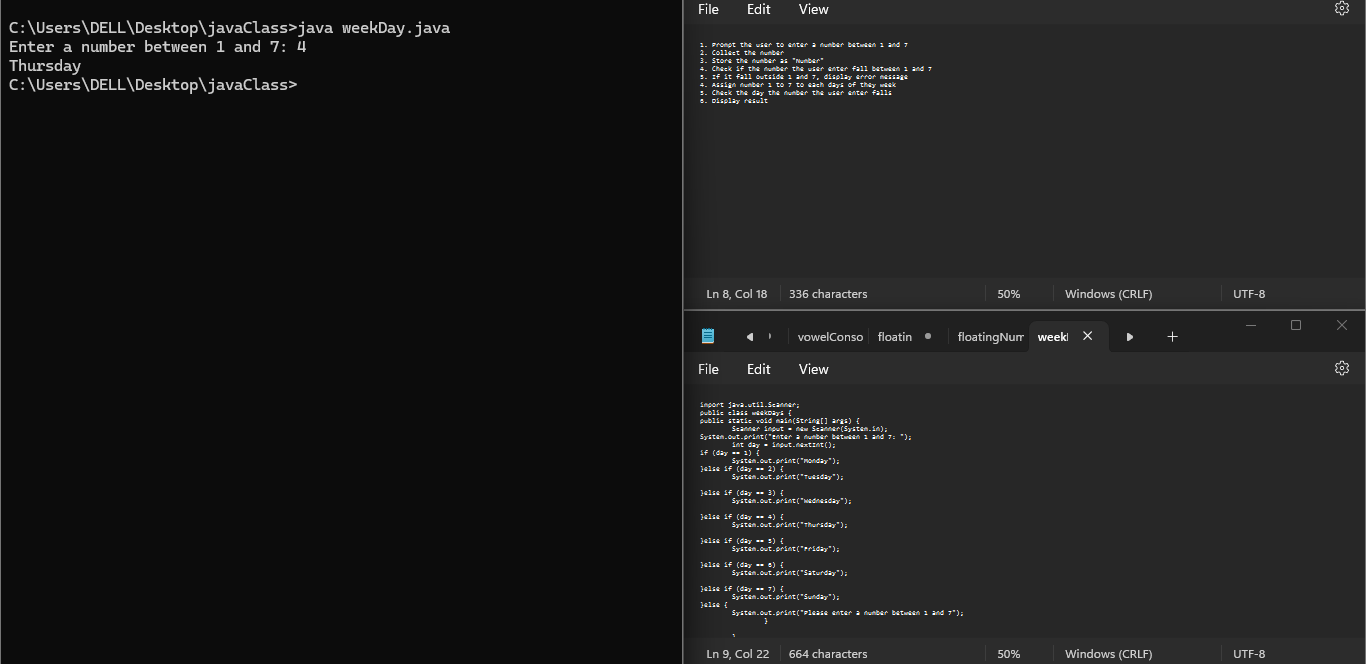 C:\Users\DELL\Desktop\javaClass>java weekDay.java
Enter a number between 1 and 7: 4
Thursday
C:\Users\DELL\Desktop\javaClass>
File Edit View
1. Prompt the user to enter a number between 1 and 7
2. Collect the number
3. Store the number as "Number"
4. Check if the number the user enter fall between 1 and 7
5. If it fall outside 1 and 7, display error message
4. Assign number 1 to 7 to each days of they week
5. Check the day the number the user enter falls
6. Display result
Ln 8, Col 18 336 characters 50% Windows (CRLF) UTF-8
vowelConso floatin floatingNum week
File Edit View
import java.util.Scanner;
public class weekDays {
public static void main(String[] args) {
Scanner input = new Scanner(System.in);
System.out.print("Enter a number between 1 and 7: ");
int day = input.nextInt();
if (day == 1) {
System.out.print("Monday");
}else if (day == 2) {
System.out.print("Tuesday");
}else if (day == 3) {
System.out.print("Wednesday");
}else if (day == 4) {
System.out.print("Thursday");
}else if (day == 5) {
System.out.print("Friday");
}else if (day == 6) {
System.out.print("Saturday");
}else if (day == 7) {
System.out.print("Sunday");
}else {
System.out.print("Please enter a number between 1 and 7");
}
}
Ln 9, Col 22 664 characters 50% Windows (CRLF) UTF-8